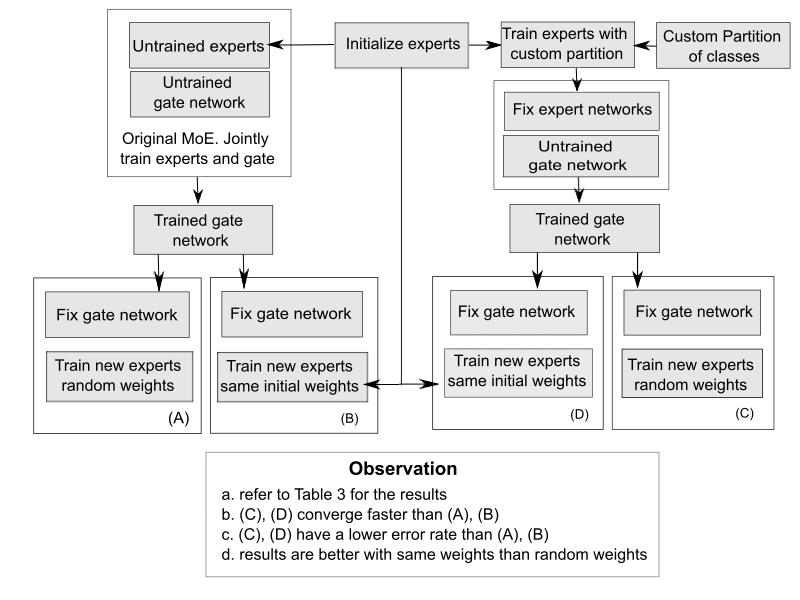 Untrained experts
Initialize experts
Train experts with
custom partition
Custom Partition
of classes
Untrained
gate network
Original MoE. Jointly
train experts and gate
Fix expert networks
Untrained
gate network
Trained gate
network
Trained gate
network
Fix gate network
Train new experts
random weights
(A)
Fix gate network
Train new experts
same initial weights
(B)
Fix gate network
Train new experts
same initial weights
(D)
Fix gate network
Train new experts
random weights
(C)
Observation
a. refer to Table 3 for the results
b. (C), (D) converge faster than (A), (B)
c. (C), (D) have a lower error rate than (A), (B)
d. results are better with same weights than random weights